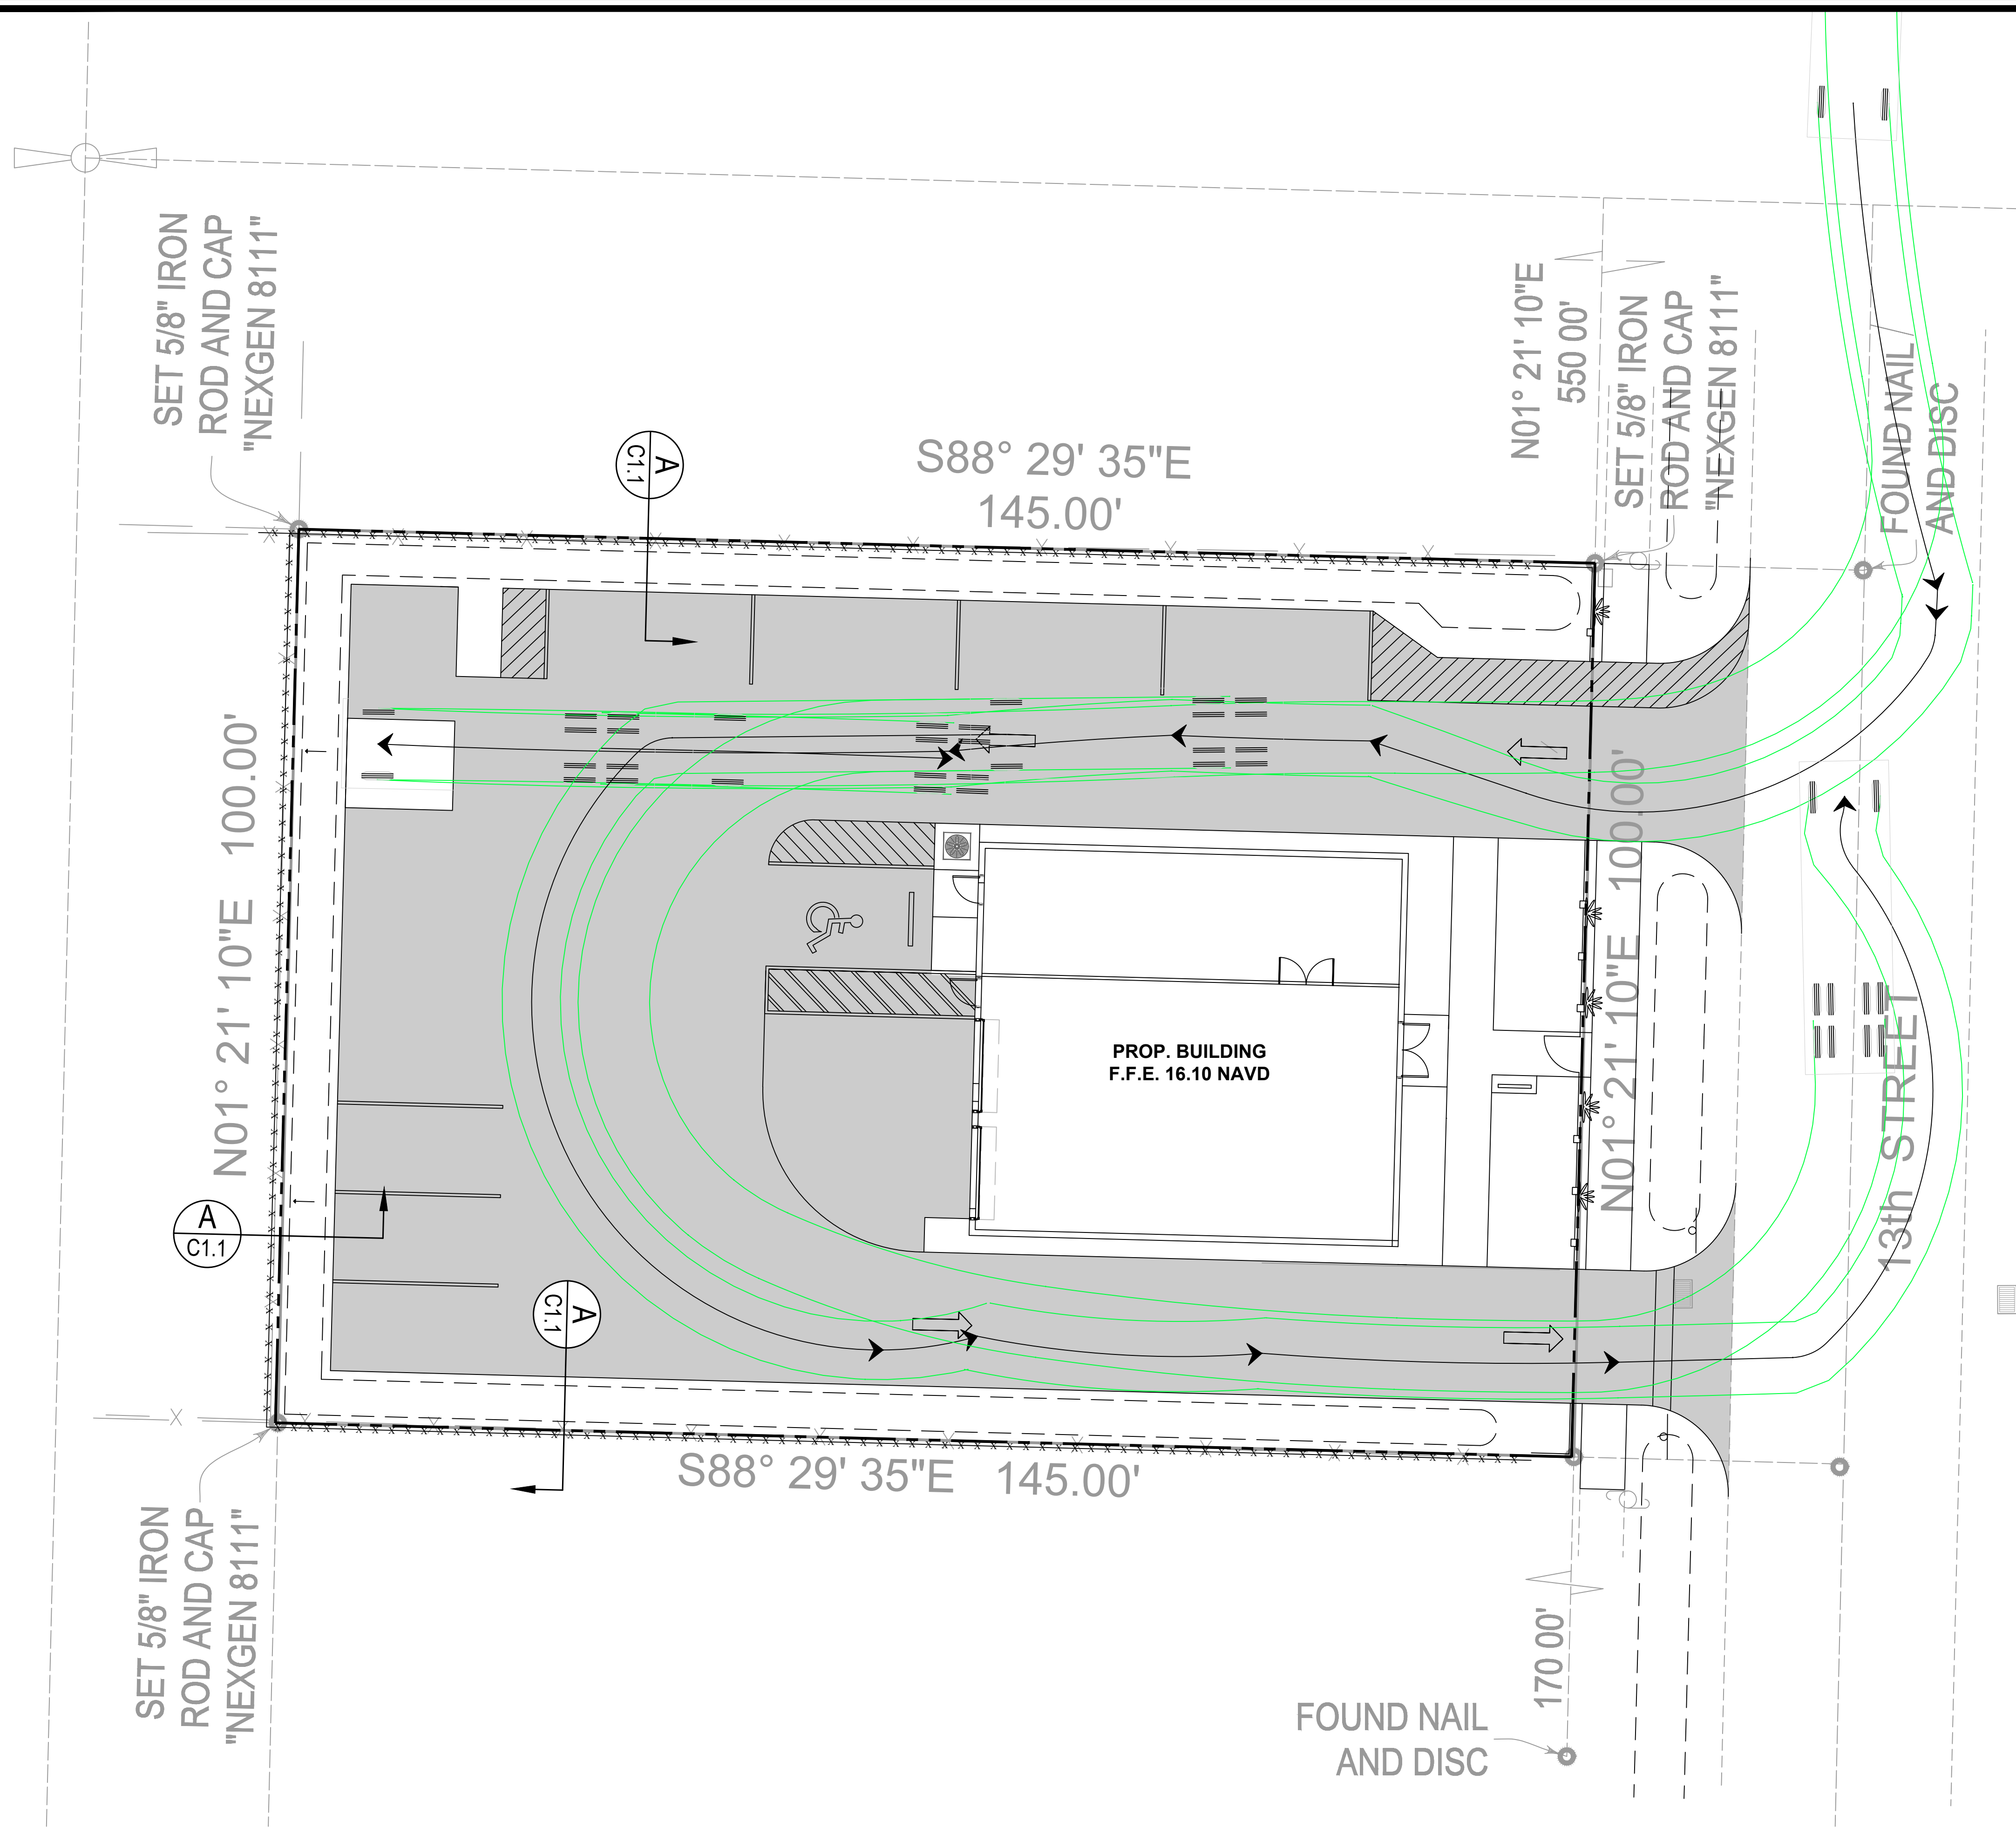 SET 5/8" IRON
ROD AND CAP
"NEXGEN 8111"
N01° 21' 10"E
550 00'
SET 5/8" IRON
ROD AND CAP
"NEXGEN 8111"
FOUND NAIL
AND DISC
A
C1.1
S88° 29' 35"E
145.00'
N01° 21' 10"E 100.00'
N01° 21' 10"E 100.00'
PROP. BUILDING
F.F.E. 16.10 NAVD
13th STREET
A
C1.1
A
C1.1
S88° 29' 35"E 145.00'
SET 5/8" IRON
ROD AND CAP
"NEXGEN 8111"
170 00'
FOUND NAIL
AND DISC